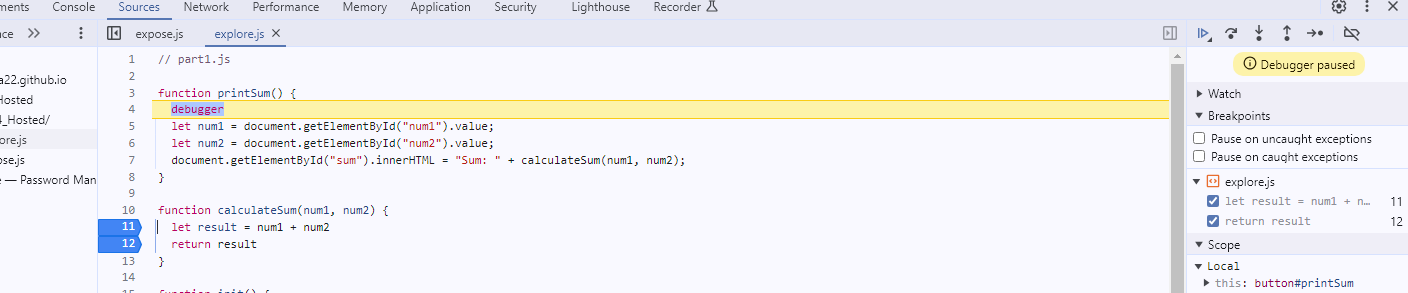 ments Console Sources Network Performance Memory Application Security Lighthouse Recorder
ace
expose.js explore.js
Debugger paused
a22.github.io
Hosted
4_Hosted/
ore.js
ose.js
e — Password Man
1 // part1.js
2
3 function printSum() {
4 debugger
5 let num1 = document.getElementById("num1").value;
6 let num2 = document.getElementById("num2").value;
7 document.getElementById("sum").innerHTML = "Sum: " + calculateSum(num1, num2);
8 }
9
10 function calculateSum(num1, num2) {
11 let result = num1 + num2
12 return result
13 }
14
Watch
Breakpoints
Pause on uncaught exceptions
Pause on caught exceptions
explore.js
let result = num1 + n… 11
return result 12
Scope
Local
this: button#printSum